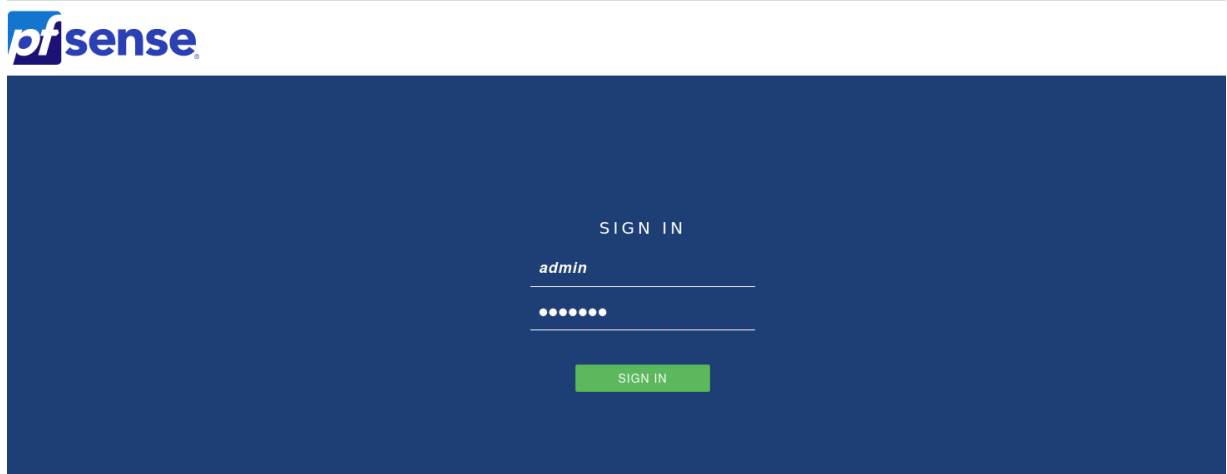 pfsense®
SIGN IN
admin
•••••••
SIGN IN